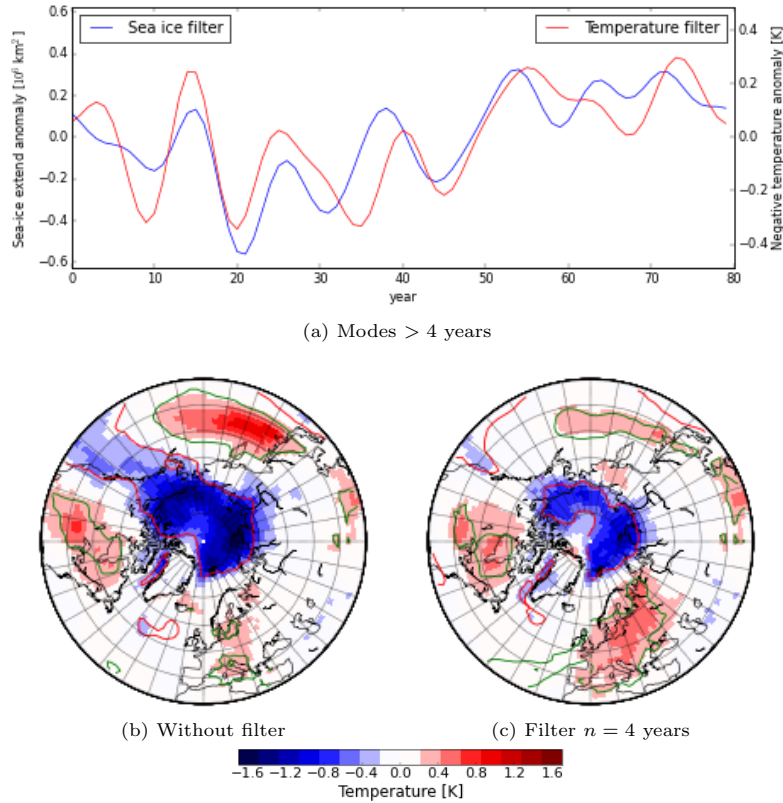 Sea ice filter
Temperature filter
Sea-ice extend anomaly [10⁶ km²]
0.6
0.4
0.2
0.0
−0.2
−0.4
−0.6
Negative temperature anomaly [K]
0.4
0.2
0.0
−0.2
−0.4
0 10 20 30 40 50 60 70 80
year
(a) Modes > 4 years
(b) Without filter
(c) Filter n = 4 years
−1.6 −1.2 −0.8 −0.4 0.0 0.4 0.8 1.2 1.6
Temperature [K]